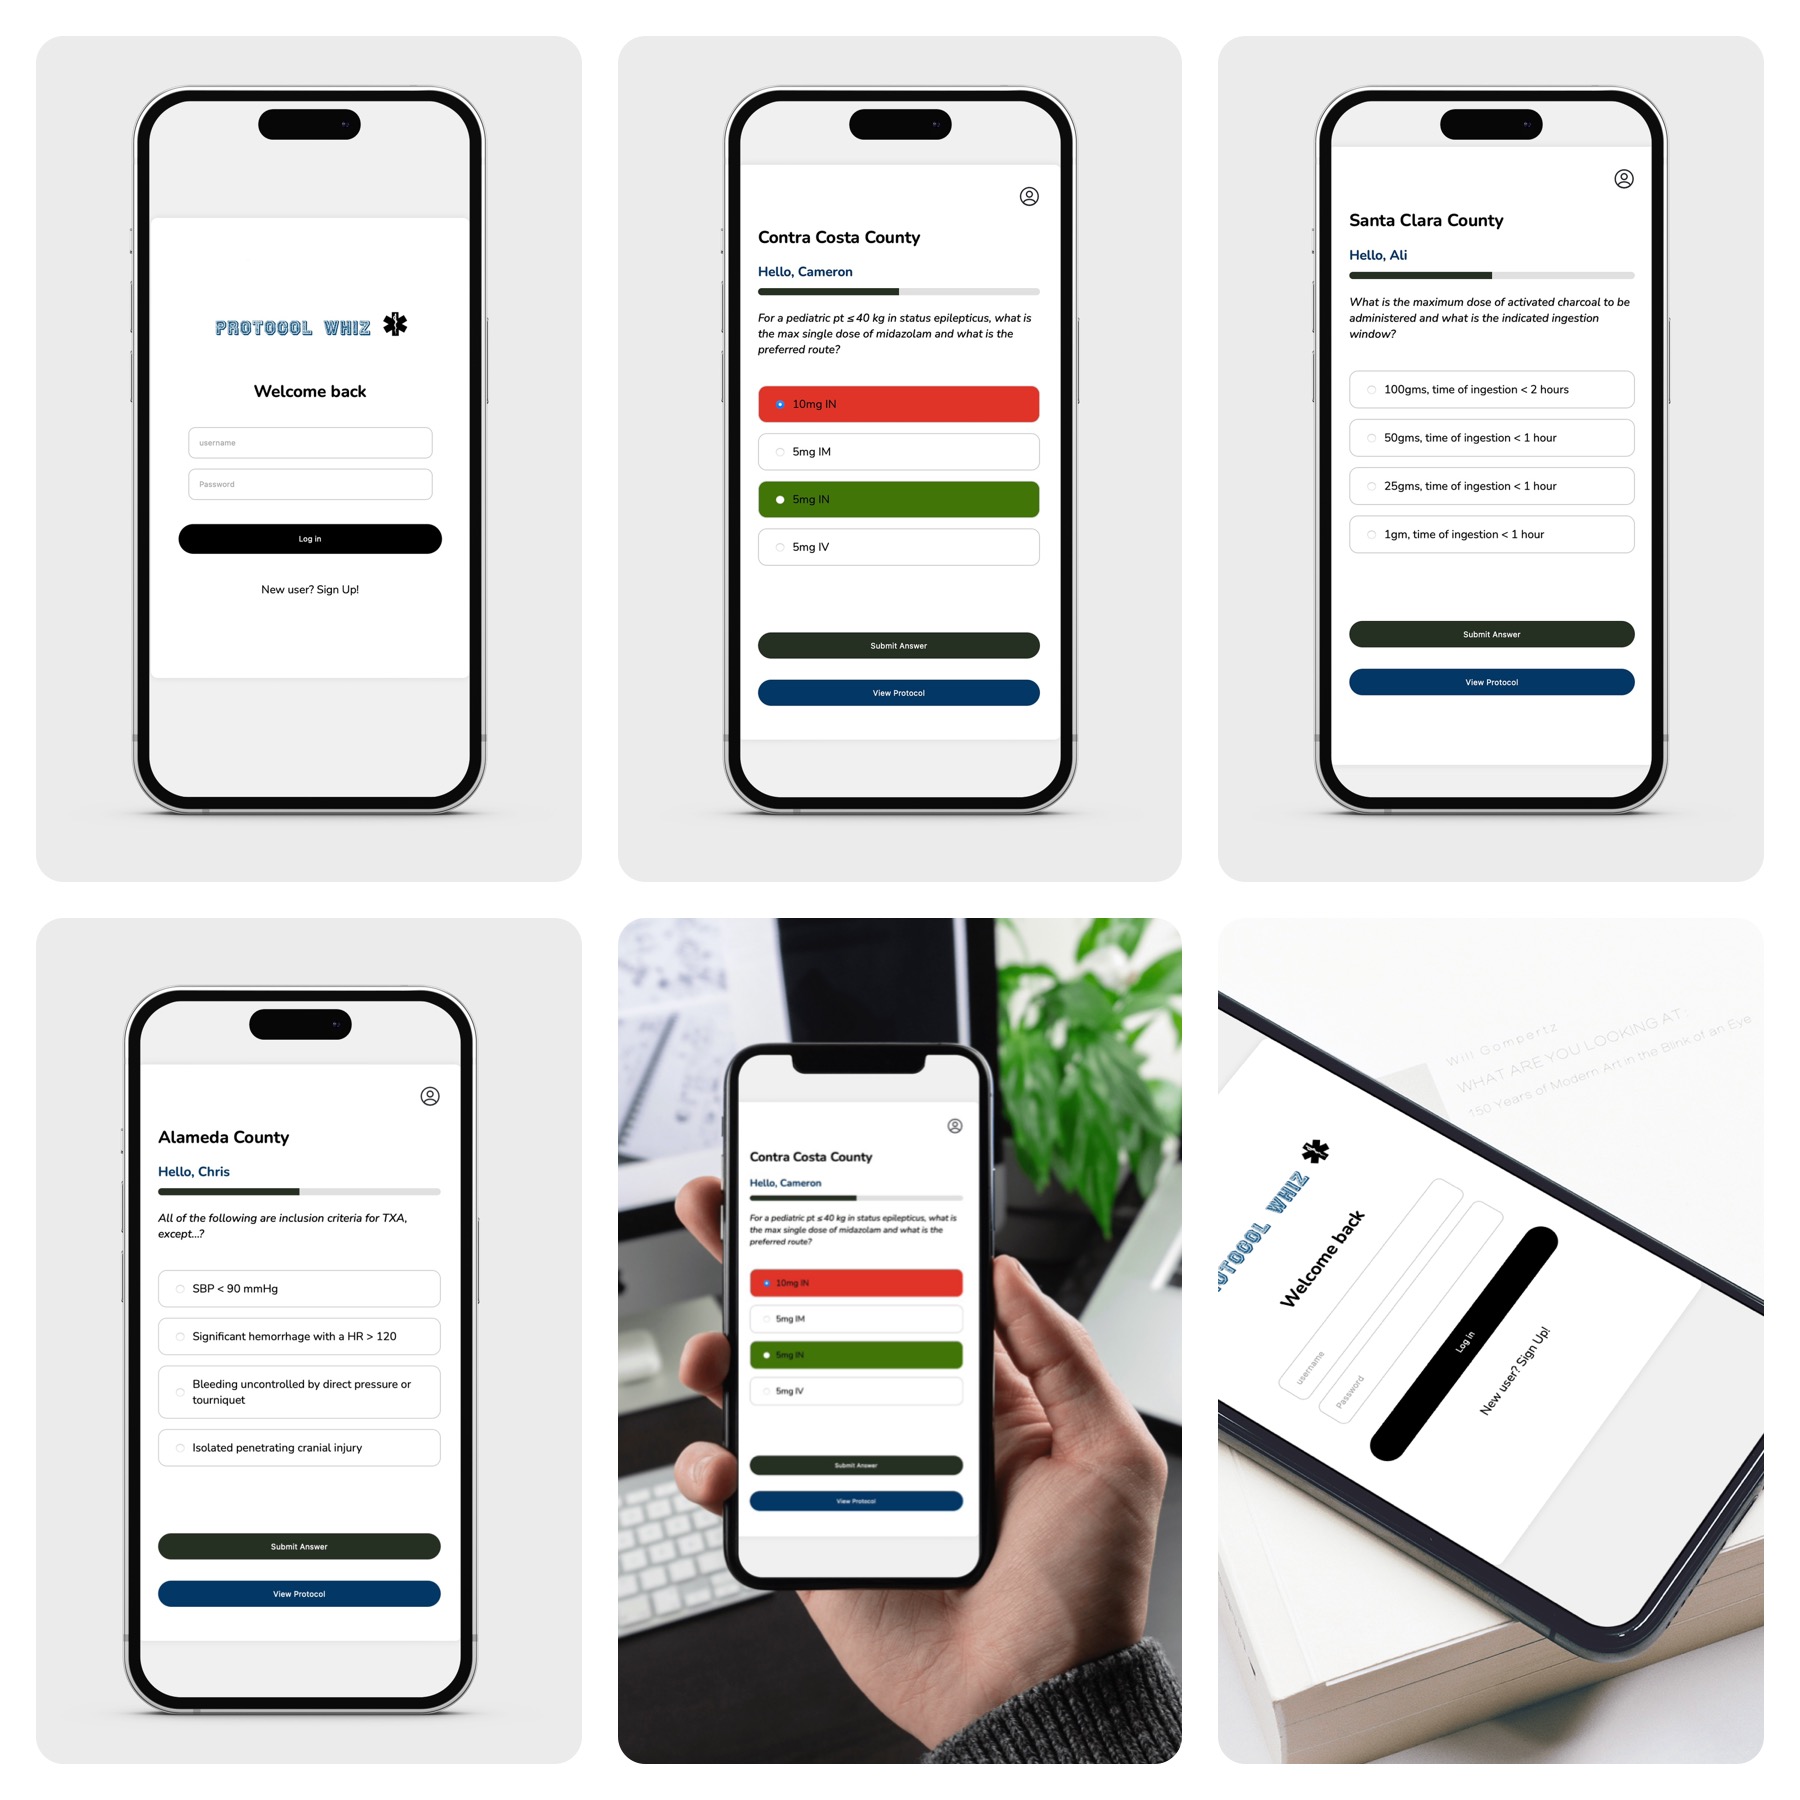 PROTOCOL WHIZ
Welcome back
username
Password
Log in
New user? Sign Up!
Contra Costa County
Hello, Cameron
For a pediatric pt ≤ 40 kg in status epilepticus, what is
the max single dose of midazolam and what is the
preferred route?
10mg IN
5mg IM
5mg IN
5mg IV
Submit Answer
View Protocol
Santa Clara County
Hello, Ali
What is the maximum dose of activated charcoal to be
administered and what is the indicated ingestion
window?
100gms, time of ingestion < 2 hours
50gms, time of ingestion < 1 hour
25gms, time of ingestion < 1 hour
1gm, time of ingestion < 1 hour
Submit Answer
View Protocol
Alameda County
Hello, Chris
All of the following are inclusion criteria for TXA,
except...?
SBP < 90 mmHg
Significant hemorrhage with a HR > 120
Bleeding uncontrolled by direct pressure or
tourniquet
Isolated penetrating cranial injury
Submit Answer
View Protocol
Contra Costa County
Hello, Cameron
For a pediatric pt ≤ 40 kg in status epilepticus, what is
the max single dose of midazolam and what is the
preferred route?
10mg IN
5mg IM
5mg IN
5mg IV
Submit Answer
View Protocol
Will Gompertz
WHAT ARE YOU LOOKING AT:
150 Years of Modern Art in the Blink of an Eye
OTOCOL WHIZ
Welcome back
username
Password
Log in
New user? Sign Up!